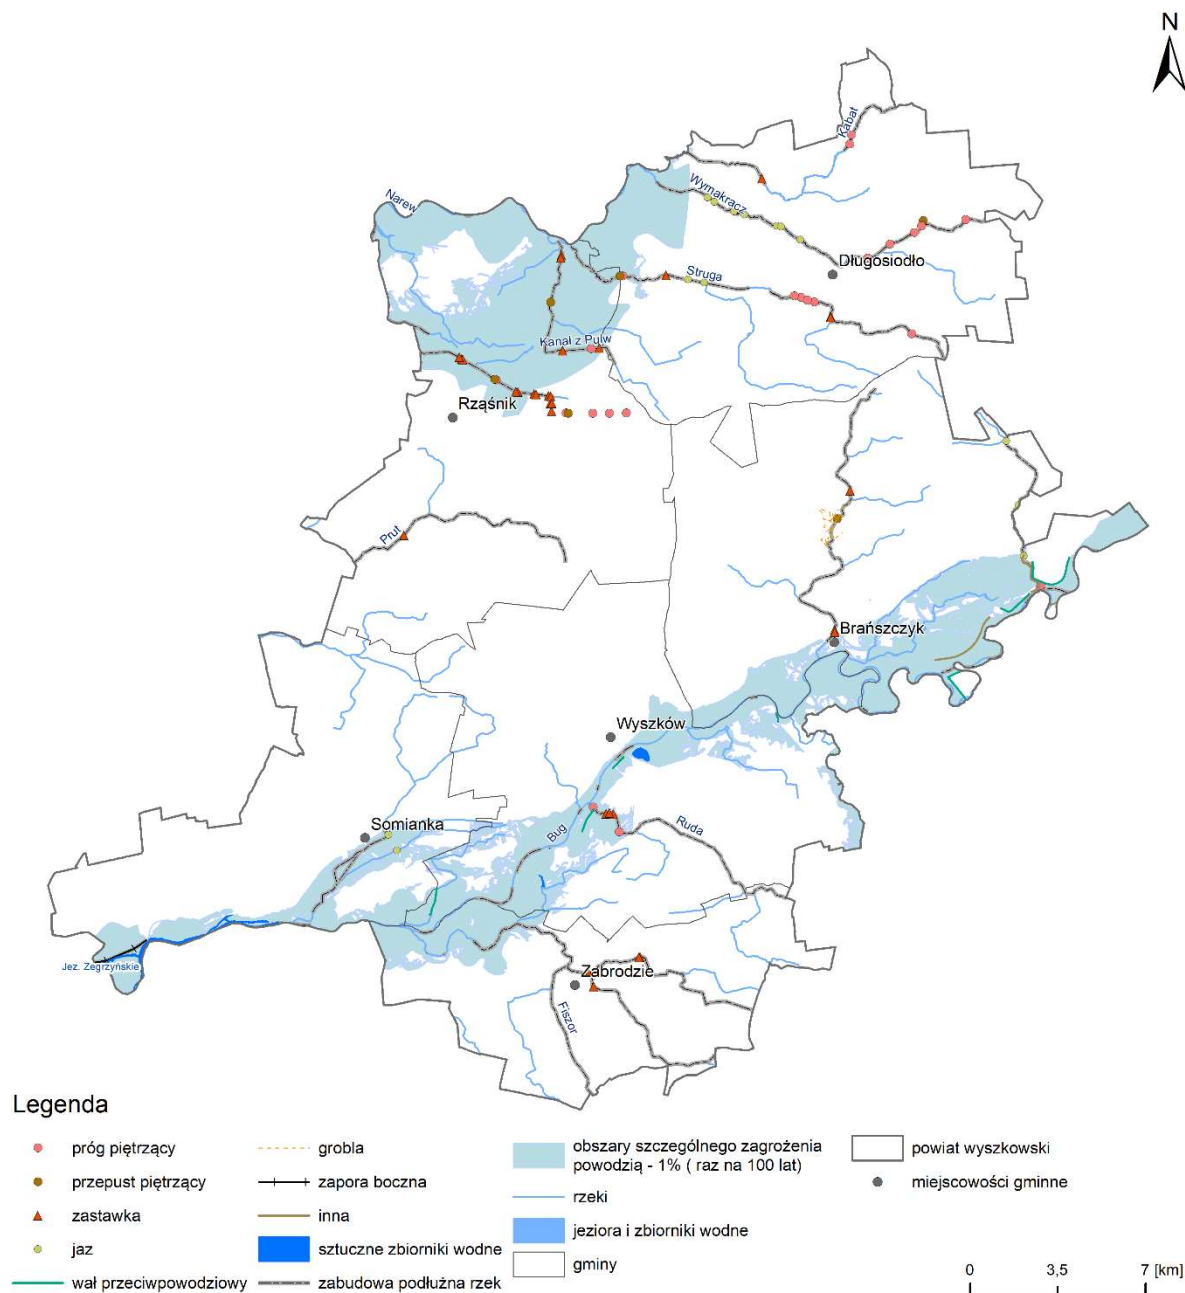 N
Kabat
Narew
Wymakracz
Długosiodło
Struga
Kanał z Pulw
Rząśnik
Prut
Brańszczyk
Wyszków
Somianka
Bug
Ruda
Jez. Zegrzyńskie
Zabrodzie
Fiszor
Legenda
próg piętrzący
przepust piętrzący
zastawka
jaz
wał przeciwpowodziowy
grobla
zapora boczna
inna
sztuczne zbiorniki wodne
zabudowa podłużna rzek
obszary szczególnego zagrożenia
powodzią - 1% ( raz na 100 lat)
rzeki
jeziora i zbiorniki wodne
gminy
powiat wyszkowski
miejscowości gminne
0 3,5 7 [km]